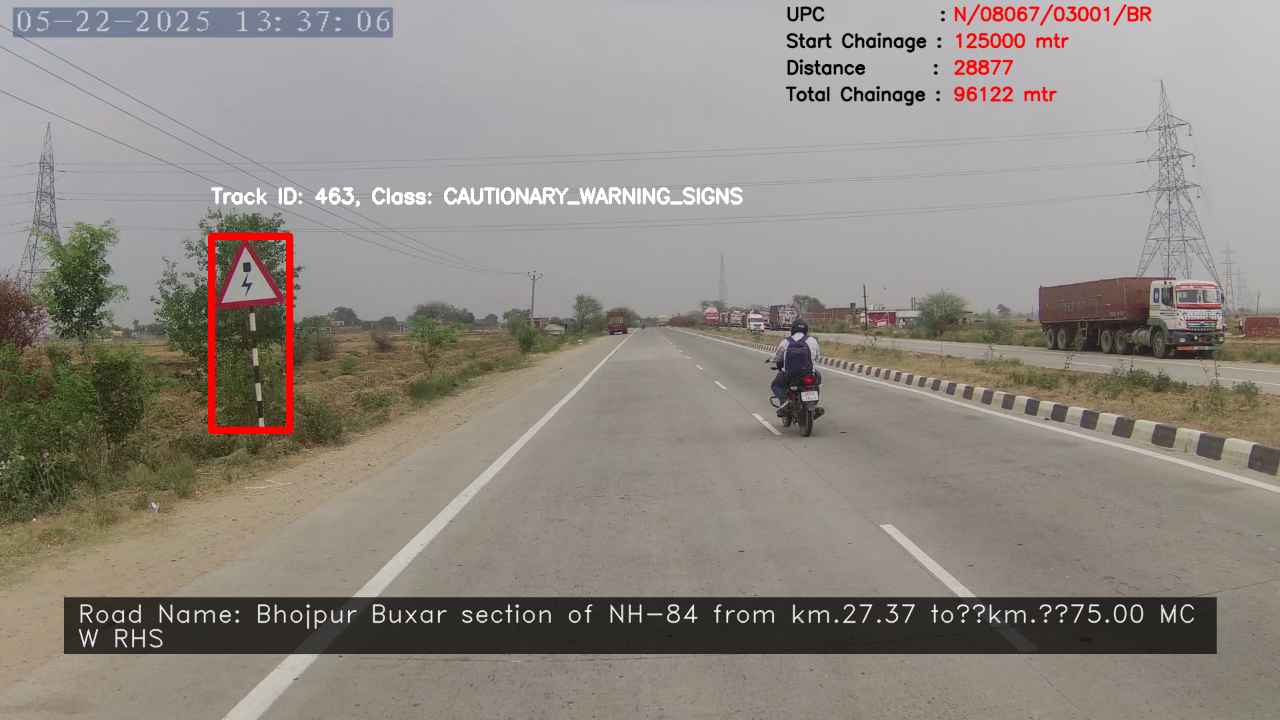 05-22-2025 13:37:06
UPC : N/08067/03001/BR
Start Chainage : 125000 mtr
Distance : 28877
Total Chainage : 96122 mtr
Track ID: 463, Class: CAUTIONARY_WARNING_SIGNS
Road Name: Bhojpur Buxar section of NH-84 from km.27.37 to??km.??75.00 MC
W RHS